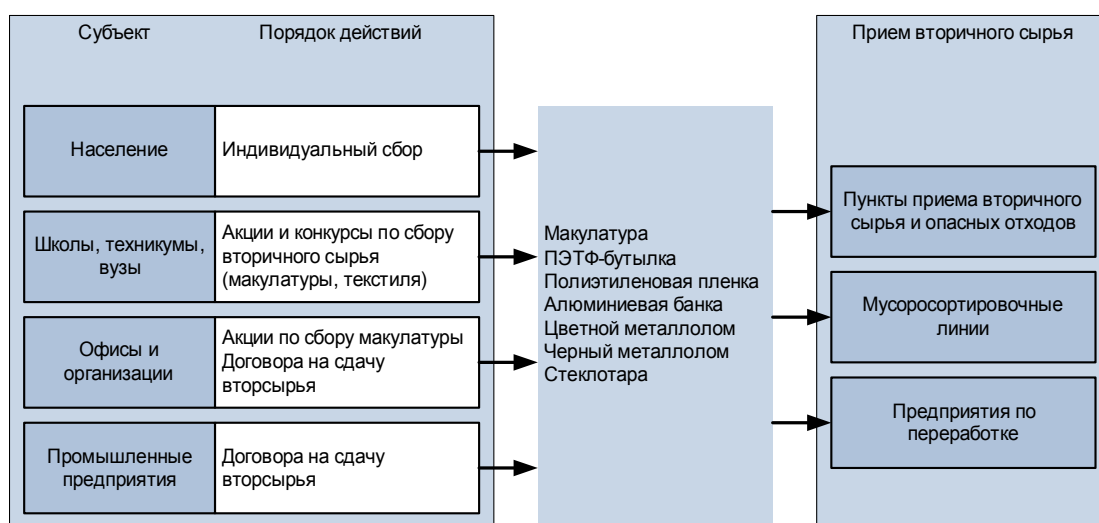 Субъект
Порядок действий
Прием вторичного сырья
Население
Индивидуальный сбор
Школы, техникумы,
вузы
Акции и конкурсы по сбору
вторичного сырья
(макулатуры, текстиля)
Офисы и
организации
Акции по сбору макулатуры
Договора на сдачу
вторсырья
Промышленные
предприятия
Договора на сдачу
вторсырья
Макулатура
ПЭТФ-бутылка
Полиэтиленовая пленка
Алюминиевая банка
Цветной металлолом
Черный металлолом
Стеклотара
Пункты приема вторичного
сырья и опасных отходов
Мусоросортировочные
линии
Предприятия по
переработке